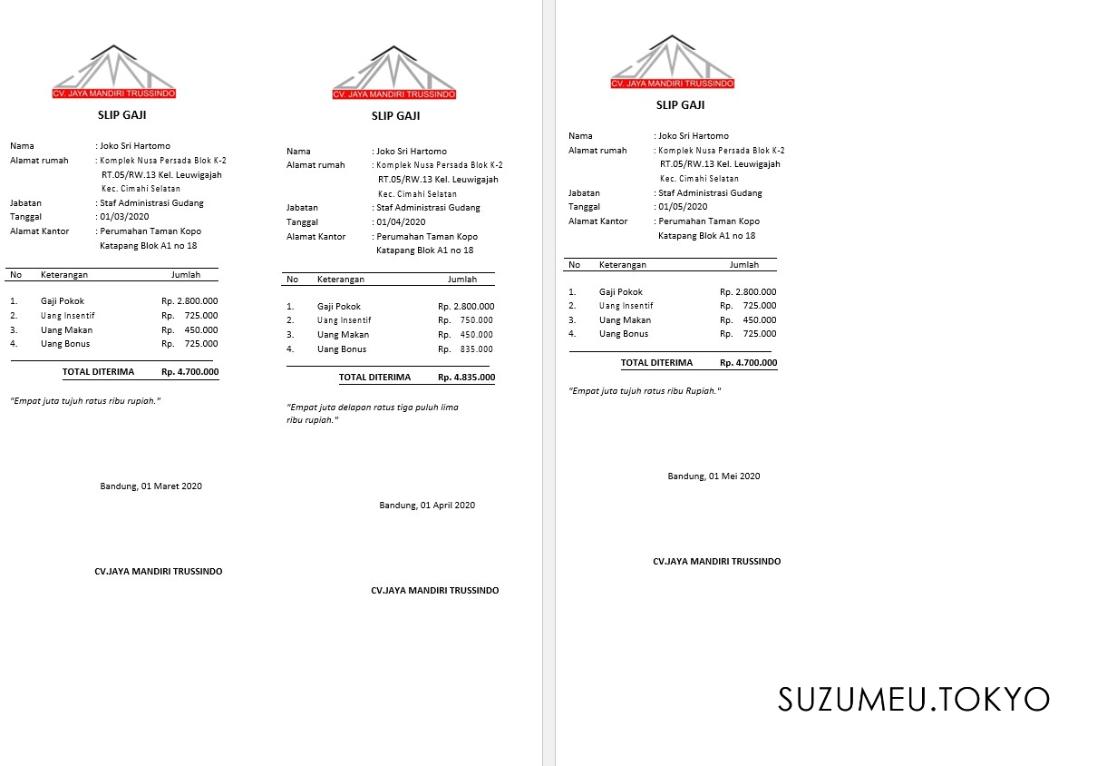 CV. JAYA MANDIRI TRUSSINDO
SLIP GAJI
Nama : Joko Sri Hartomo
Alamat rumah : Komplek Nusa Persada Blok K-2
RT.05/RW.13 Kel. Leuwigajah
Kec. Cimahi Selatan
Jabatan : Staf Administrasi Gudang
Tanggal : 01/03/2020
Alamat Kantor : Perumahan Taman Kopo
Katapang Blok A1 no 18
No Keterangan Jumlah
1. Gaji Pokok Rp. 2.800.000
2. Uang Insentif Rp. 725.000
3. Uang Makan Rp. 450.000
4. Uang Bonus Rp. 725.000
TOTAL DITERIMA Rp. 4.700.000
"Empat juta tujuh ratus ribu rupiah."
Bandung, 01 Maret 2020
CV.JAYA MANDIRI TRUSSINDO
CV. JAYA MANDIRI TRUSSINDO
SLIP GAJI
Nama : Joko Sri Hartomo
Alamat rumah : Komplek Nusa Persada Blok K-2
RT.05/RW.13 Kel. Leuwigajah
Kec. Cimahi Selatan
Jabatan : Staf Administrasi Gudang
Tanggal : 01/04/2020
Alamat Kantor : Perumahan Taman Kopo
Katapang Blok A1 no 18
No Keterangan Jumlah
1. Gaji Pokok Rp. 2.800.000
2. Uang Insentif Rp. 750.000
3. Uang Makan Rp. 450.000
4. Uang Bonus Rp. 835.000
TOTAL DITERIMA Rp. 4.835.000
"Empat juta delapan ratus tiga puluh lima
ribu rupiah."
Bandung, 01 April 2020
CV.JAYA MANDIRI TRUSSINDO
CV. JAYA MANDIRI TRUSSINDO
SLIP GAJI
Nama : Joko Sri Hartomo
Alamat rumah : Komplek Nusa Persada Blok K-2
RT.05/RW.13 Kel. Leuwigajah
Kec. Cimahi Selatan
Jabatan : Staf Administrasi Gudang
Tanggal : 01/05/2020
Alamat Kantor : Perumahan Taman Kopo
Katapang Blok A1 no 18
No Keterangan Jumlah
1. Gaji Pokok Rp. 2.800.000
2. Uang Insentif Rp. 725.000
3. Uang Makan Rp. 450.000
4. Uang Bonus Rp. 725.000
TOTAL DITERIMA Rp. 4.700.000
"Empat juta tujuh ratus ribu Rupiah."
Bandung, 01 Mei 2020
CV.JAYA MANDIRI TRUSSINDO
SUZUMEU.TOKYO